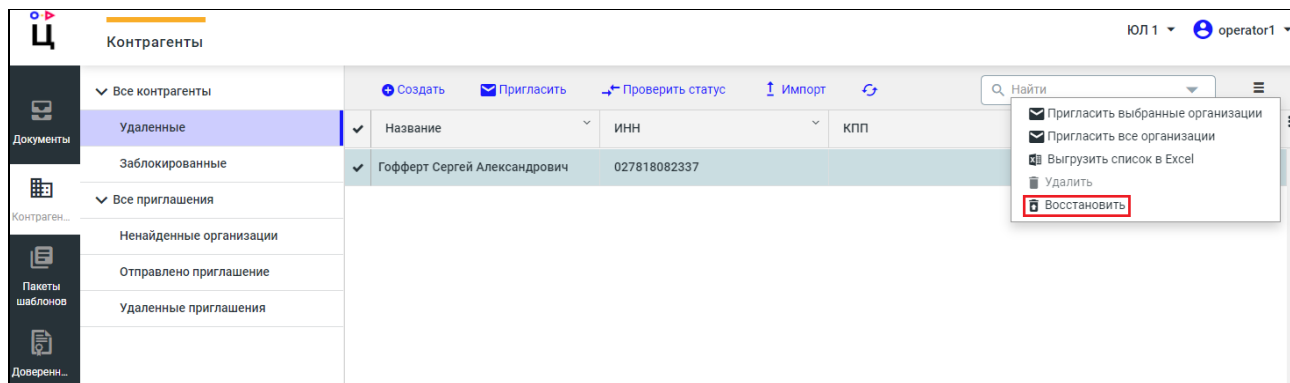 Ц
Контрагенты
ЮЛ 1
operator1
Документы
Контраген...
Пакеты
шаблонов
Доверенн...
Все контрагенты
Удаленные
Заблокированные
Все приглашения
Ненайденные организации
Отправлено приглашение
Удаленные приглашения
Создать
Пригласить
Проверить статус
Импорт
Найти
Название
ИНН
КПП
Гофферт Сергей Александрович
027818082337
Пригласить выбранные организации
Пригласить все организации
Выгрузить список в Excel
Удалить
Восстановить